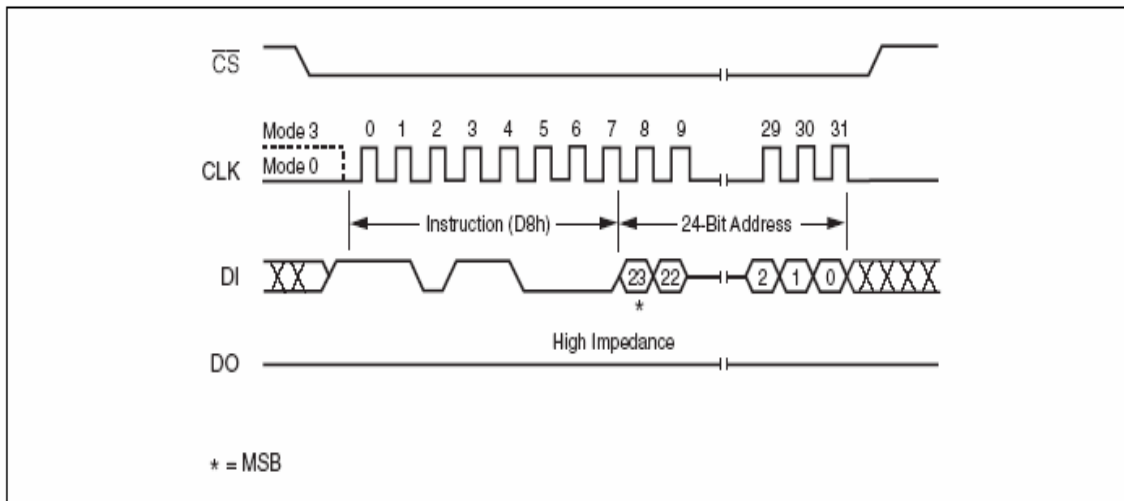 CS
Mode 3 0 1 2 3 4 5 6 7 8 9 29 30 31
CLK Mode 0
Instruction (D8h) 24-Bit Address
DI 23 22 2 1 0
*
High Impedance
DO
* = MSB